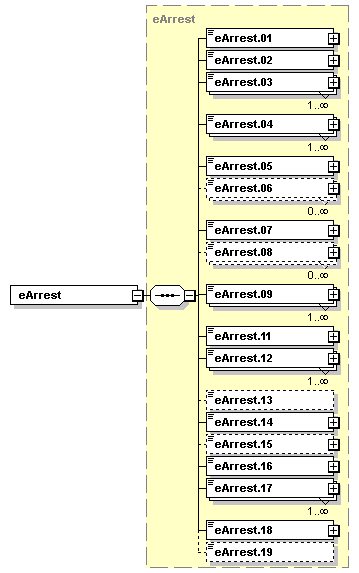 eArrest
eArrest.01
eArrest.02
eArrest.03
1..∞
eArrest.04
1..∞
eArrest.05
eArrest.06
0..∞
eArrest.07
eArrest.08
0..∞
eArrest
eArrest.09
1..∞
eArrest.11
eArrest.12
1..∞
eArrest.13
eArrest.14
eArrest.15
eArrest.16
eArrest.17
1..∞
eArrest.18
eArrest.19